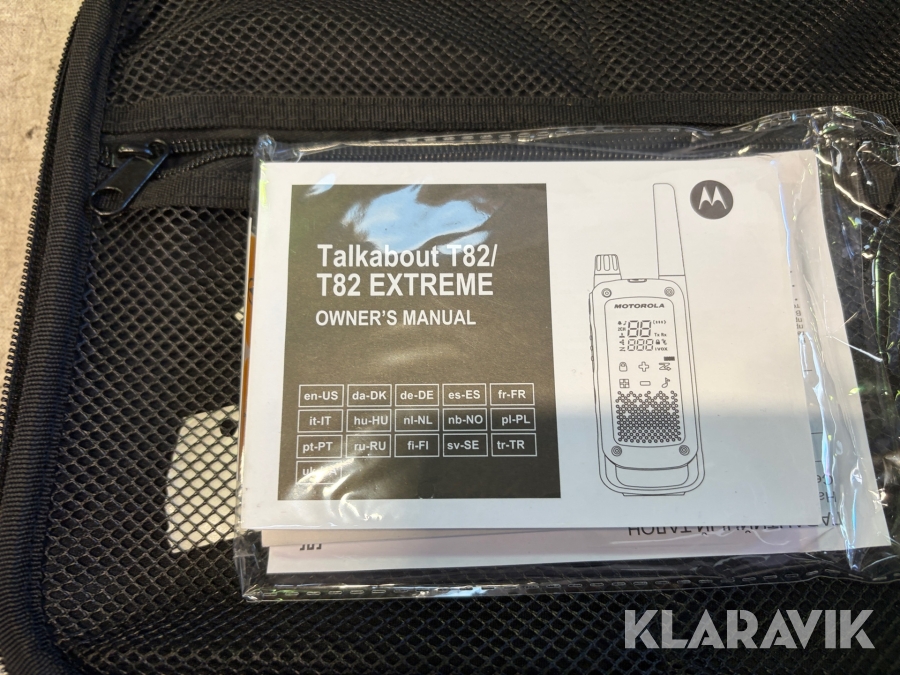 Talkabout T82/
T82 EXTREME
OWNER'S MANUAL
en-US da-DK de-DE es-ES fr-FR
it-IT hu-HU nl-NL nb-NO pl-PL
pt-PT ru-RU fi-FI sv-SE tr-TR
MOTOROLA
KLARAVIK